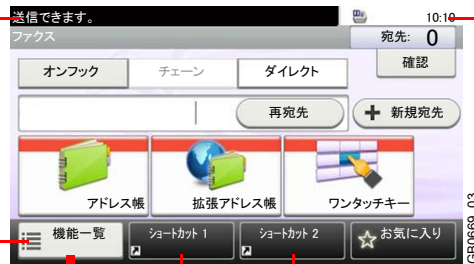 送信できます。 10:10
ファクス 宛先: 0
オンフック チェーン ダイレクト 確認
再宛先 新規宛先
アドレス帳 拡張アドレス帳 ワンタッチキー
機能一覧 ショートカット 1 ショートカット 2 お気に入り
GB0669_03